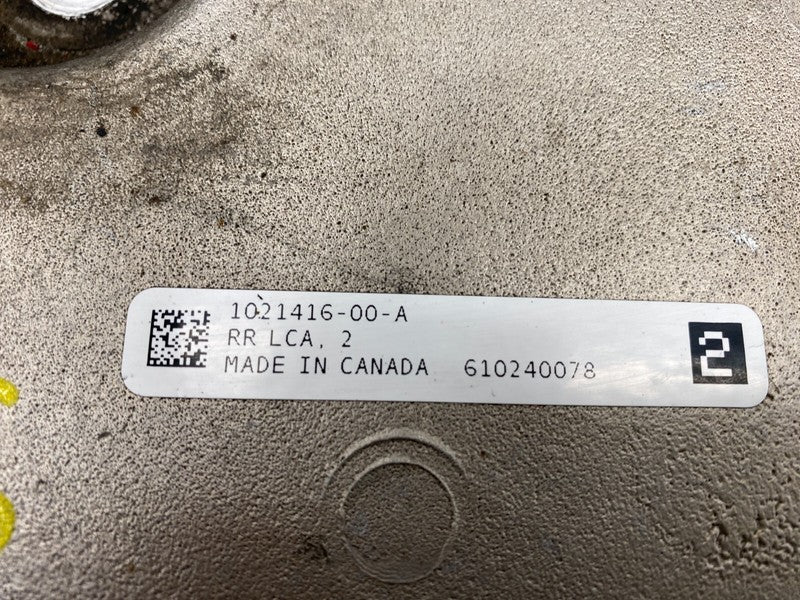 1021416-00-A
RR LCA, 2
MADE IN CANADA 610240078
2